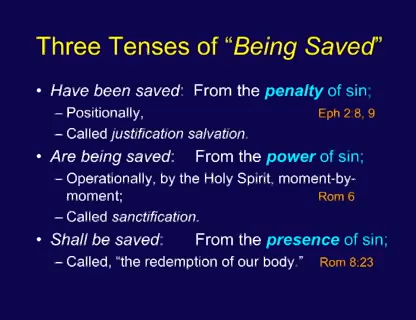 Three Tenses of “Being Saved”
• Have been saved: From the penalty of sin;
– Positionally, Eph 2:8, 9
– Called justification salvation.
• Are being saved: From the power of sin;
– Operationally, by the Holy Spirit, moment-by-
moment; Rom 6
– Called sanctification.
• Shall be saved: From the presence of sin;
– Called, “the redemption of our body.” Rom 8:23